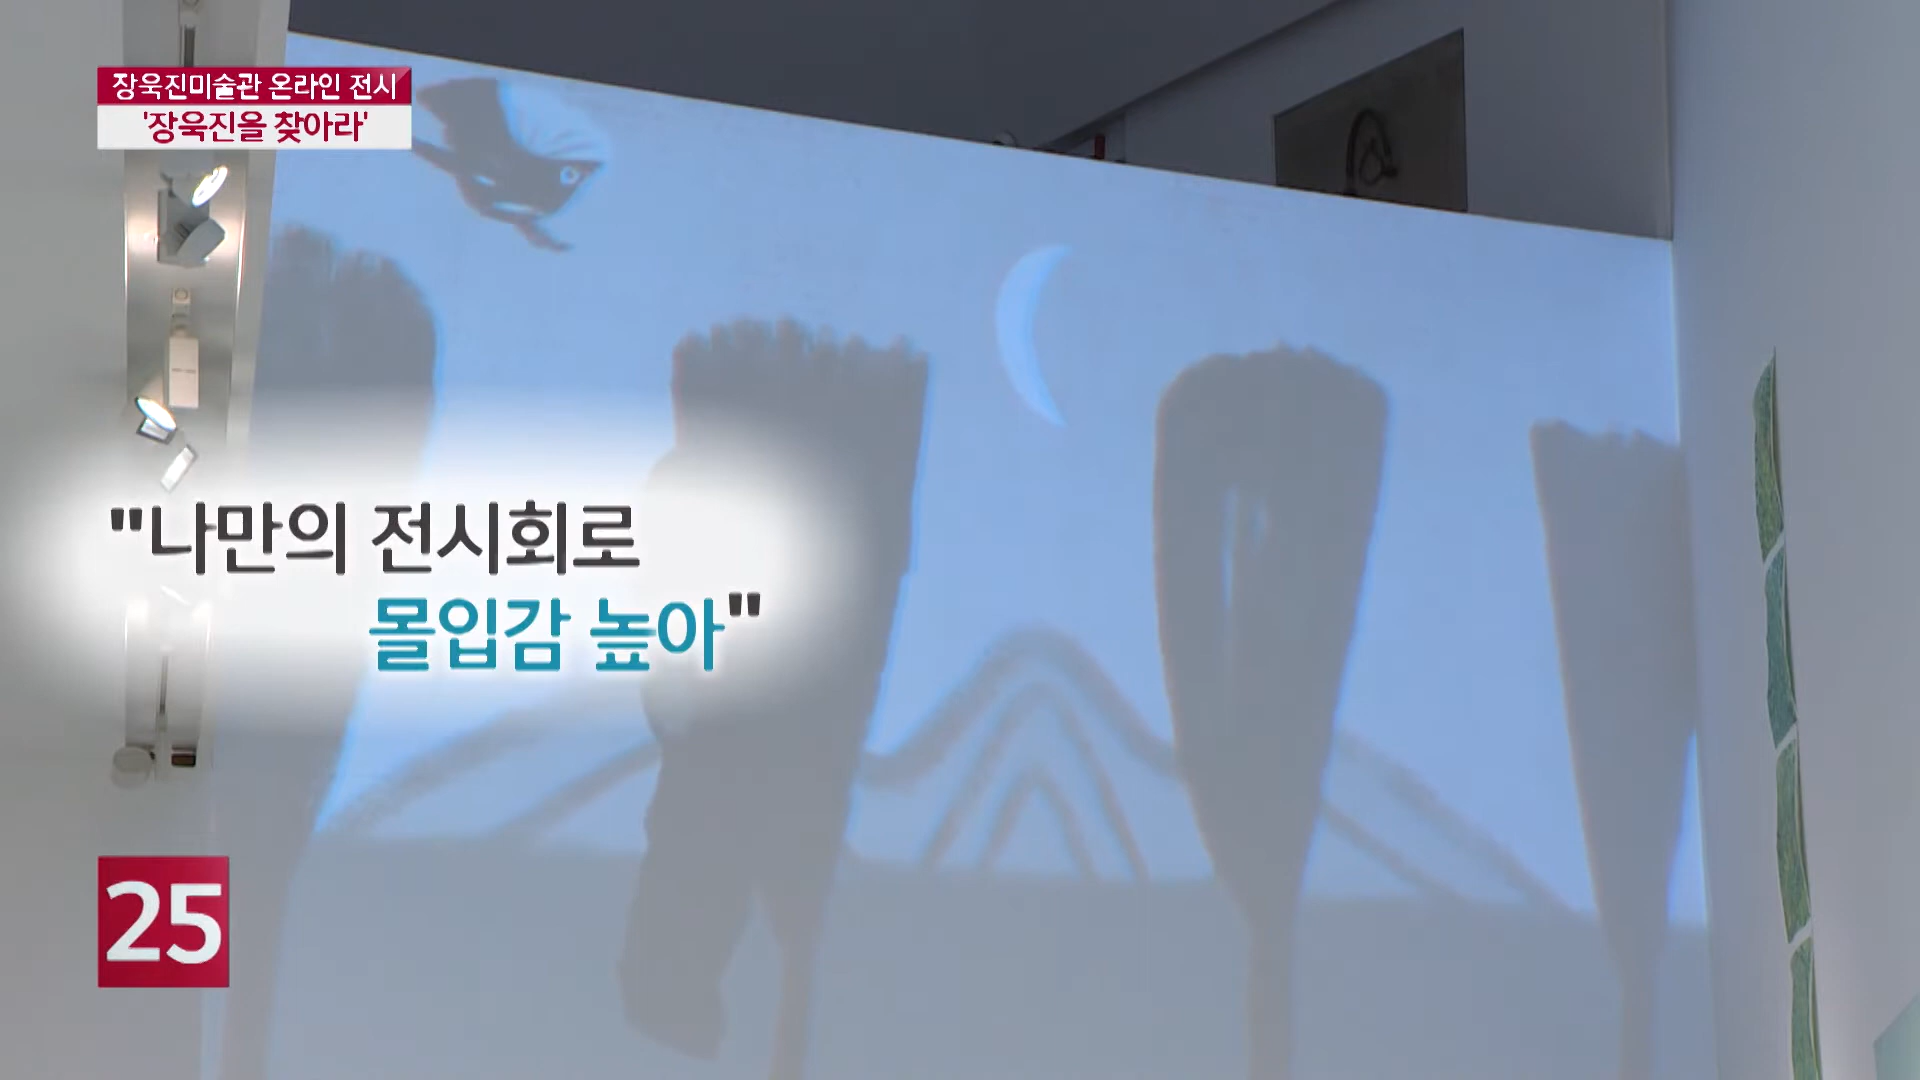 장욱진미술관 온라인 전시
'장욱진을 찾아라'
"나만의 전시회로
몰입감 높아"
25